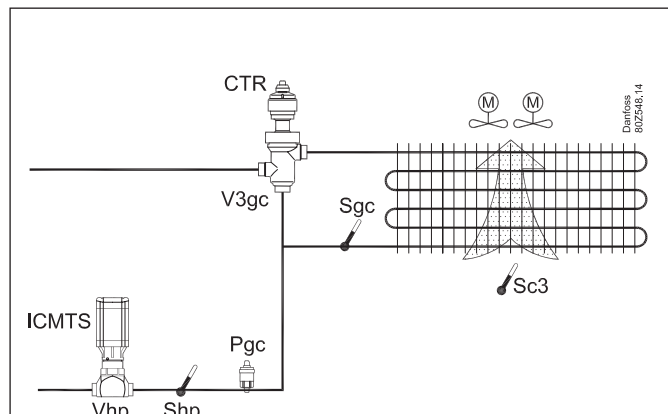 CTR
M M
Danfoss
80Z548.14
V3gc
Sgc
Sc3
ICMTS
Pgc
Vhp
Shp